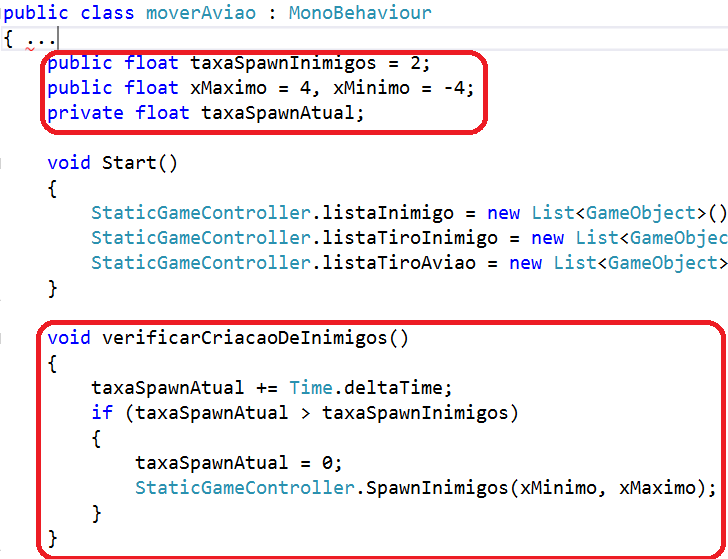 public class moverAviao : MonoBehaviour
{ ...
public float taxaSpawnInimigos = 2;
public float xMaximo = 4, xMinimo = -4;
private float taxaSpawnAtual;
void Start()
{
StaticGameController.listaInimigo = new List<GameObject>()
StaticGameController.listaTiroInimigo = new List<GameObjec
StaticGameController.listaTiroAviao = new List<GameObject>
}
void verificarCriacaoDeInimigos()
{
taxaSpawnAtual += Time.deltaTime;
if (taxaSpawnAtual > taxaSpawnInimigos)
{
taxaSpawnAtual = 0;
StaticGameController.SpawnInimigos(xMinimo, xMaximo);
}
}